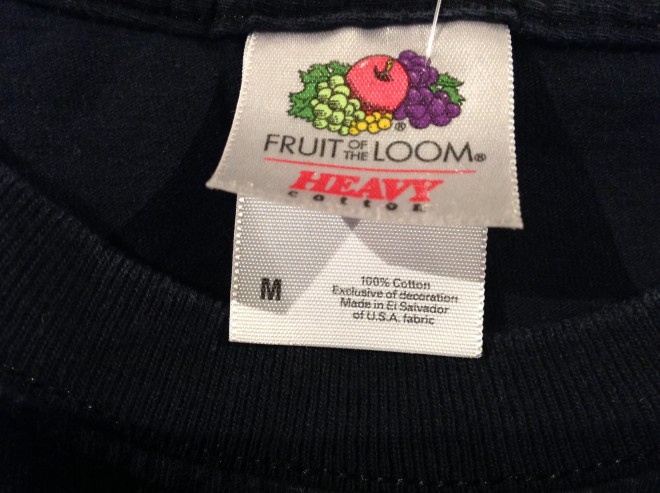 FRUIT OF THE LOOM®
HEAVY
cotton
M
100% Cotton
Exclusive of decoration
Made in El Salvador
of U.S.A. fabric